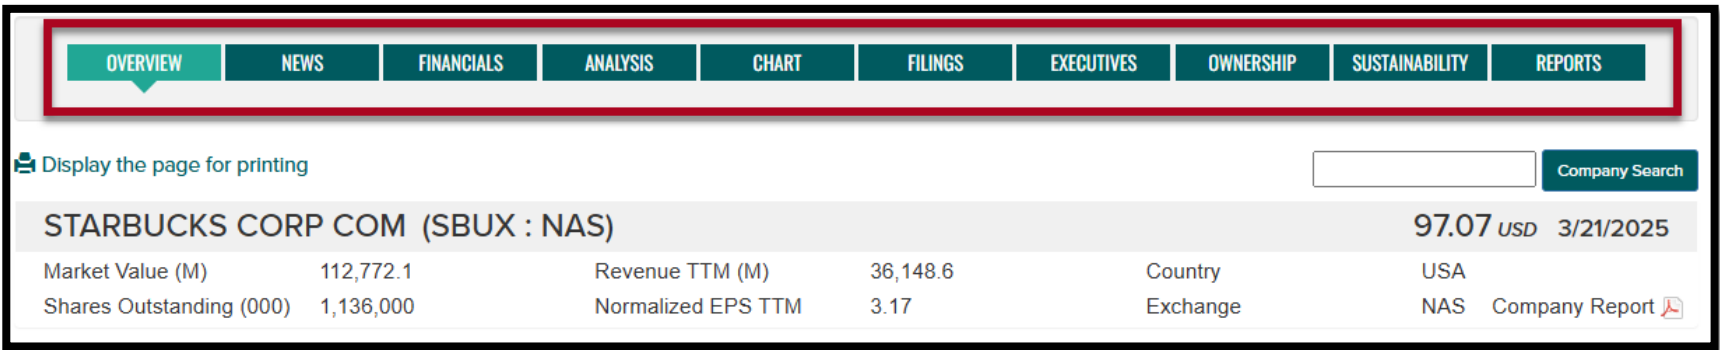 OVERVIEW NEWS FINANCIALS ANALYSIS CHART FILINGS EXECUTIVES OWNERSHIP SUSTAINABILITY REPORTS
Display the page for printing
Company Search
STARBUCKS CORP COM (SBUX : NAS) 97.07 USD 3/21/2025
Market Value (M) 112,772.1 Revenue TTM (M) 36,148.6 Country USA
Shares Outstanding (000) 1,136,000 Normalized EPS TTM 3.17 Exchange NAS Company Report